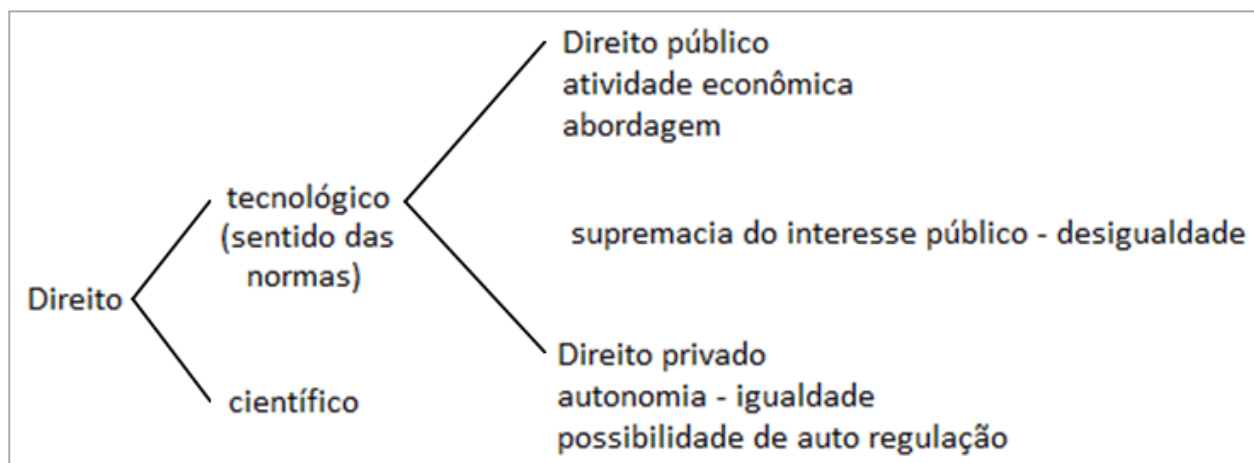 Direito
tecnológico
(sentido das
normas)
científico
Direito público
atividade econômica
abordagem
supremacia do interesse público - desigualdade
Direito privado
autonomia - igualdade
possibilidade de auto regulação